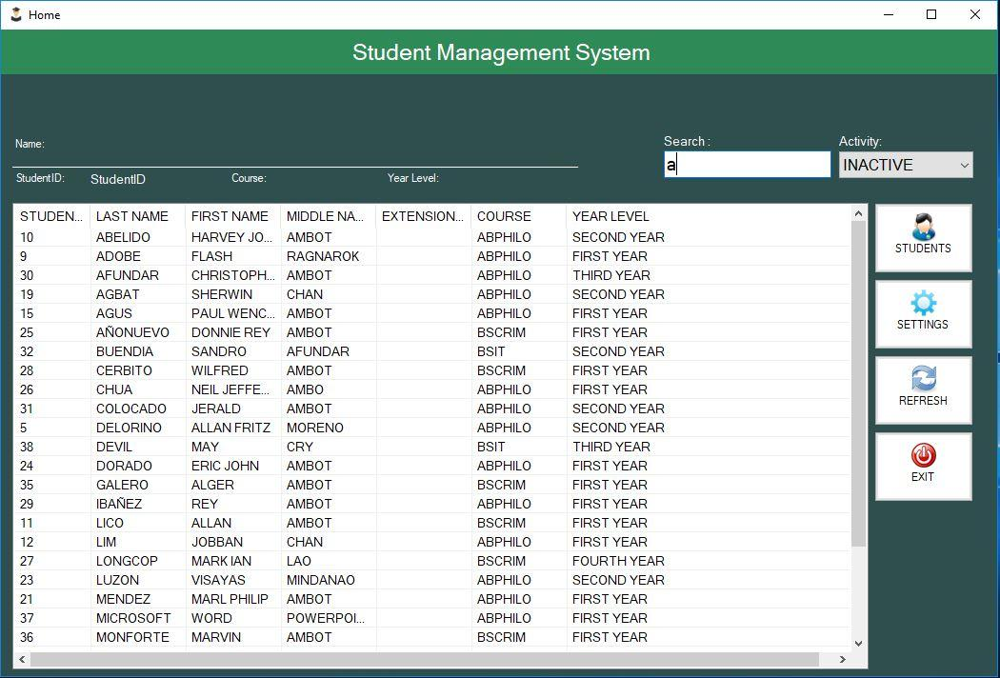 Home
Student Management System
Name:
Search :
Activity:
a
INACTIVE
StudentID:
StudentID
Course:
Year Level:
STUDEN... LAST NAME FIRST NAME MIDDLE NA... EXTENSION... COURSE YEAR LEVEL
10 ABELIDO HARVEY JO... AMBOT ABPHILO SECOND YEAR
9 ADOBE FLASH RAGNAROK ABPHILO FIRST YEAR
30 AFUNDAR CHRISTOPH... AMBOT ABPHILO THIRD YEAR
19 AGBAT SHERWIN CHAN ABPHILO SECOND YEAR
15 AGUS PAUL WENC... AMBOT ABPHILO FIRST YEAR
25 AÑONUEVO DONNIE REY AMBOT BSCRIM FIRST YEAR
32 BUENDIA SANDRO AFUNDAR BSIT SECOND YEAR
28 CERBITO WILFRED AMBOT BSCRIM FIRST YEAR
26 CHUA NEIL JEFFE... AMBO ABPHILO FIRST YEAR
31 COLOCADO JERALD AMBOT ABPHILO SECOND YEAR
5 DELORINO ALLAN FRITZ MORENO ABPHILO SECOND YEAR
38 DEVIL MAY CRY BSIT THIRD YEAR
24 DORADO ERIC JOHN AMBOT ABPHILO FIRST YEAR
35 GALERO ALGER AMBOT BSCRIM FIRST YEAR
29 IBAÑEZ REY AMBOT ABPHILO FIRST YEAR
11 LICO ALLAN AMBOT BSCRIM FIRST YEAR
12 LIM JOBBAN CHAN ABPHILO FIRST YEAR
27 LONGCOP MARK IAN LAO BSCRIM FOURTH YEAR
23 LUZON VISAYAS MINDANAO ABPHILO SECOND YEAR
21 MENDEZ MARL PHILIP AMBOT ABPHILO FIRST YEAR
37 MICROSOFT WORD POWERPOI... ABPHILO FIRST YEAR
36 MONFORTE MARVIN AMBOT BSCRIM FIRST YEAR
STUDENTS
SETTINGS
REFRESH
EXIT